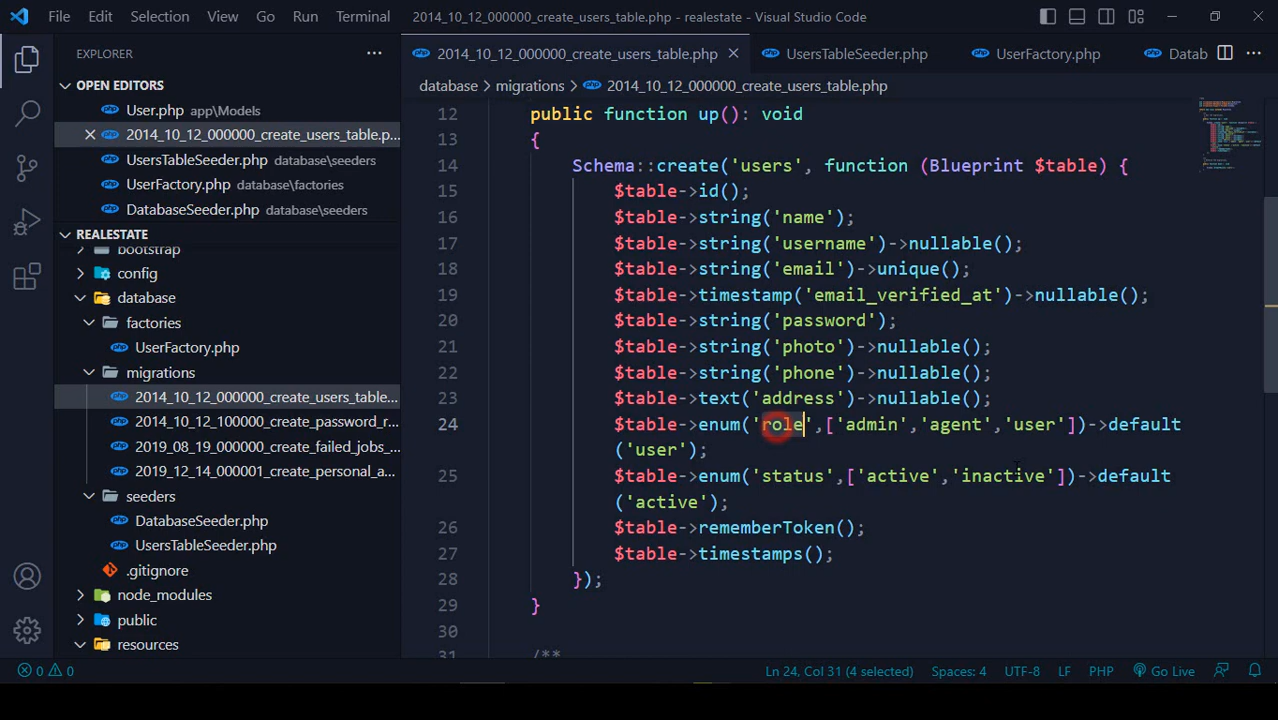 File Edit Selection View Go Run Terminal 2014_10_12_000000_create_users_table.php - realestate - Visual Studio Code
EXPLORER
2014_10_12_000000_create_users_table.php UsersTableSeeder.php UserFactory.php Datab
OPEN EDITORS
database > migrations > 2014_10_12_000000_create_users_table.php
User.php app\Models
2014_10_12_000000_create_users_table.p...
UsersTableSeeder.php database\seeders
UserFactory.php database\factories
DatabaseSeeder.php database\seeders
REALESTATE
bootstrap
config
database
factories
UserFactory.php
migrations
2014_10_12_000000_create_users_table...
2014_10_12_100000_create_password_r...
2019_08_19_000000_create_failed_jobs_...
2019_12_14_000001_create_personal_a...
seeders
DatabaseSeeder.php
UsersTableSeeder.php
.gitignore
node_modules
public
resources
12 public function up(): void
13 {
14 Schema::create('users', function (Blueprint $table) {
15 $table->id();
16 $table->string('name');
17 $table->string('username')->nullable();
18 $table->string('email')->unique();
19 $table->timestamp('email_verified_at')->nullable();
20 $table->string('password');
21 $table->string('photo')->nullable();
22 $table->string('phone')->nullable();
23 $table->text('address')->nullable();
24 $table->enum('role',['admin','agent','user'])->default
('user');
25 $table->enum('status',['active','inactive'])->default
('active');
26 $table->rememberToken();
27 $table->timestamps();
28 });
29 }
30
31 /**
0 0 Ln 24, Col 31 (4 selected) Spaces: 4 UTF-8 LF PHP Go Live